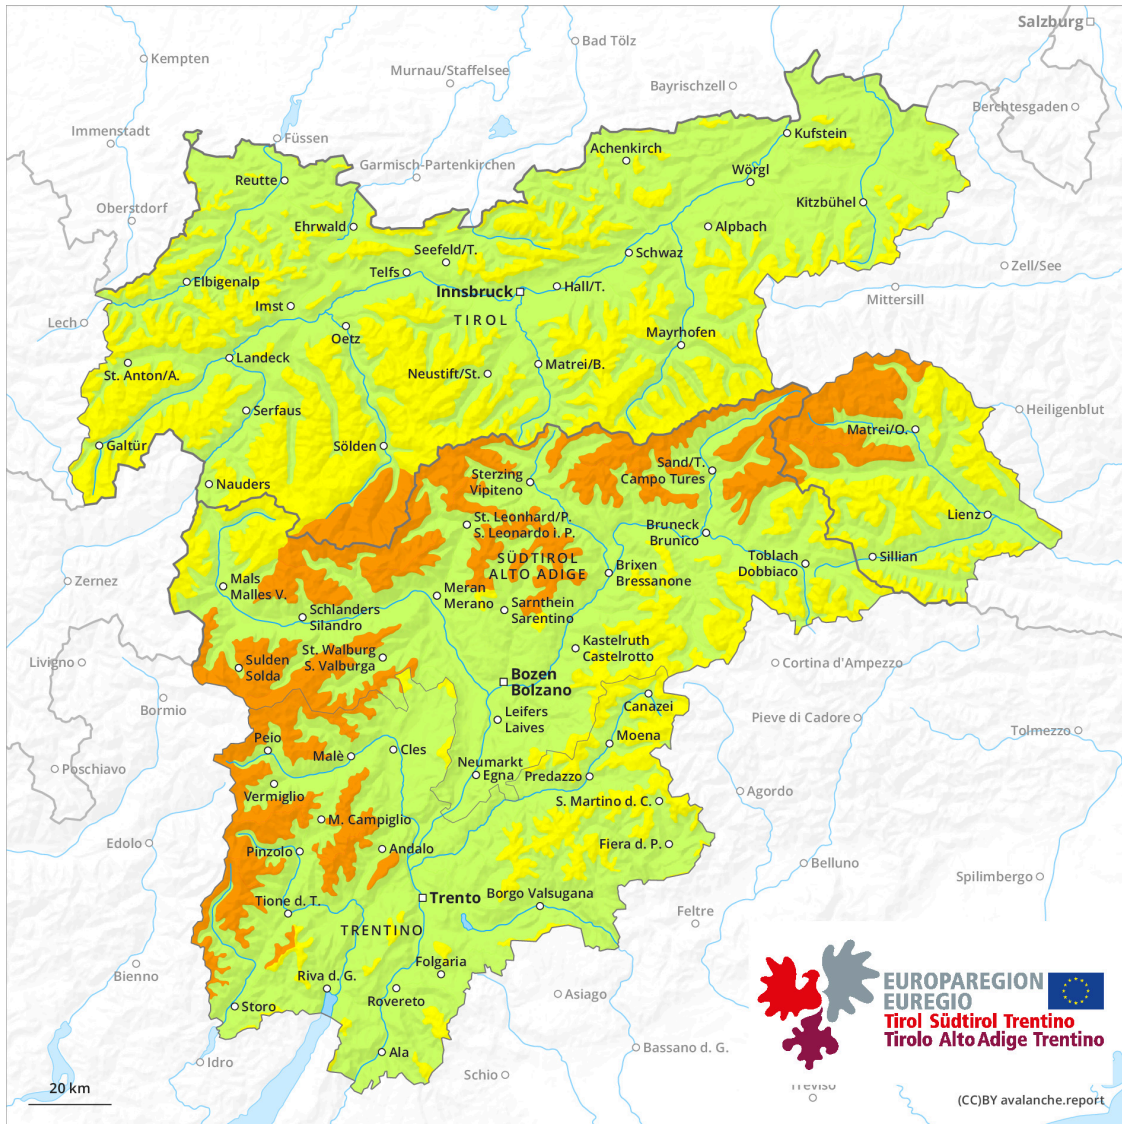 Salzburg
Bad Tölz
Kempten
Murnau/Staffelsee
Bayrischzell
Berchtesgaden
Immenstadt
Füssen
Kufstein
Achenkirch
Garmisch-Partenkirchen
Wörgl
Reutte
Oberstdorf
Kitzbühel
Ehrwald
Alpbach
Seefeld/T.
Schwaz
Telfs
Zell/See
Elbigenalp
Hall/T.
Innsbruck
Mittersill
Imst
TIROL
Lech
Oetz
Mayrhofen
Landeck
Matrei/B.
St. Anton/A.
Neustift/St.
Serfaus
Heiligenblut
Matrei/O.
Galtür
Sölden
Sand/T.
Campo Tures
Sterzing
Vipiteno
Nauders
St. Leonhard/P.
S. Leonardo i. P.
Lienz
Bruneck
Brunico
SÜDTIROL
ALTO ADIGE
Toblach
Dobbiaco
Sillian
Brixen
Bressanone
Zernez
Mals
Malles V.
Meran
Merano
Schlanders
Silandro
Sarnthein
Sarentino
Kastelruth
Castelrotto
St. Walburg
S. Valburga
Livigno
Sulden
Solda
Cortina d'Ampezzo
Bozen
Bolzano
Canazei
Bormio
Leifers
Laives
Pieve di Cadore
Tolmezzo
Peio
Moena
Cles
Malè
Neumarkt
Egna
Poschiavo
Predazzo
Vermiglio
Agordo
S. Martino d. C.
M. Campiglio
Edolo
Pinzolo
Andalo
Fiera d. P.
Belluno
Spilimbergo
Borgo Valsugana
Trento
Tione d. T.
Feltre
TRENTINO
Folgaria
Bienno
Riva d. G.
Rovereto
Asiago
Storo
EUROPAREGION
EUREGIO
Tirol Südtirol Trentino
Tirolo Alto Adige Trentino
Ala
Idro
Bassano d. G.
Schio
Treviso
20 km
(CC)BY avalanche.report